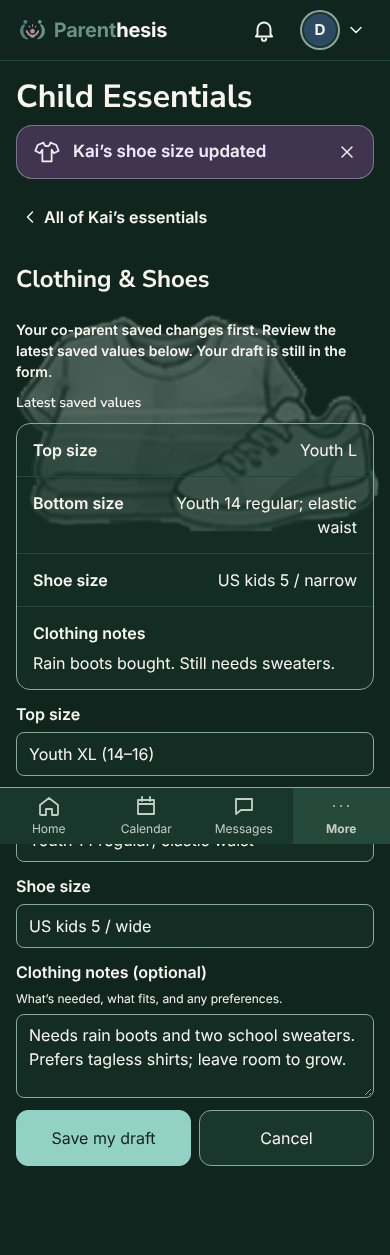 Parenthesis
D
Child Essentials
Kai’s shoe size updated
All of Kai’s essentials
Clothing & Shoes
Your co-parent saved changes first. Review the
latest saved values below. Your draft is still in the
form.
Latest saved values
Top size Youth L
Bottom size Youth 14 regular; elastic
waist
Shoe size US kids 5 / narrow
Clothing notes
Rain boots bought. Still needs sweaters.
Top size
Youth XL (14–16)
Home Calendar Messages More
Youth 14 regular; elastic waist
Shoe size
US kids 5 / wide
Clothing notes (optional)
What’s needed, what fits, and any preferences.
Needs rain boots and two school sweaters.
Prefers tagless shirts; leave room to grow.
Save my draft Cancel